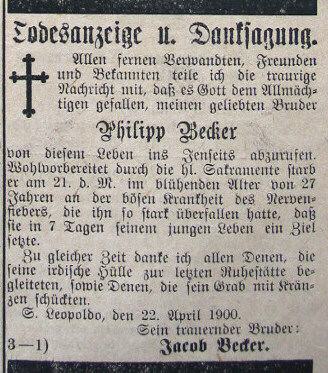 Todesanzeige u. Danksagung.
Allen fernen Verwandten, Freunden
und Bekannten teile ich die traurige
Nachricht mit, daß es Gott dem Allmäch-
tigen gefallen, meinen geliebten Bruder
Philipp Becker
von diesem Leben ins Jenseits abzurufen.
Wohlvorbereitet durch die hl. Sakramente starb
er am 21. d. M. im blühenden Alter von 27
Jahren an der bösen Krankheit des Nerven-
fiebers, die ihn so stark überfallen hatte, daß
sie in 7 Tagen seinem jungen Leben ein Ziel
setzte.
Zu gleicher Zeit danke ich allen Denen, die
seine irdische Hülle zur letzten Ruhestätte be-
gleiteten, sowie Denen, die sein Grab mit Krän-
zen schückten.
S. Leopoldo, den 22. April 1900.
Sein trauernder Bruder:
3—1) Jacob Becker.